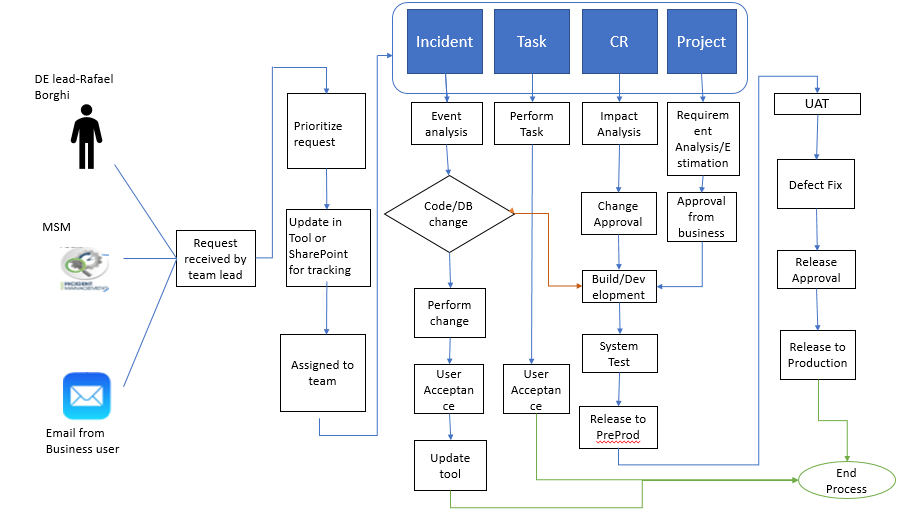 DE lead-Rafael
Borghi
MSM
INCIDENT
MANAGEMENT
Email from
Business user
Request
received by
team lead
Prioritize
request
Update in
Tool or
SharePoint
for tracking
Assigned to
team
Incident
Task
CR
Project
Event
analysis
Perform
Task
Impact
Analysis
Requirem
ent
Analysis/E
stimation
Code/DB
change
Change
Approval
Approval
from
business
Build/Dev
elopment
Perform
change
System
Test
User
Acceptan
ce
User
Acceptan
ce
Release to
PreProd
Update
tool
UAT
Defect Fix
Release
Approval
Release to
Production
End
Process